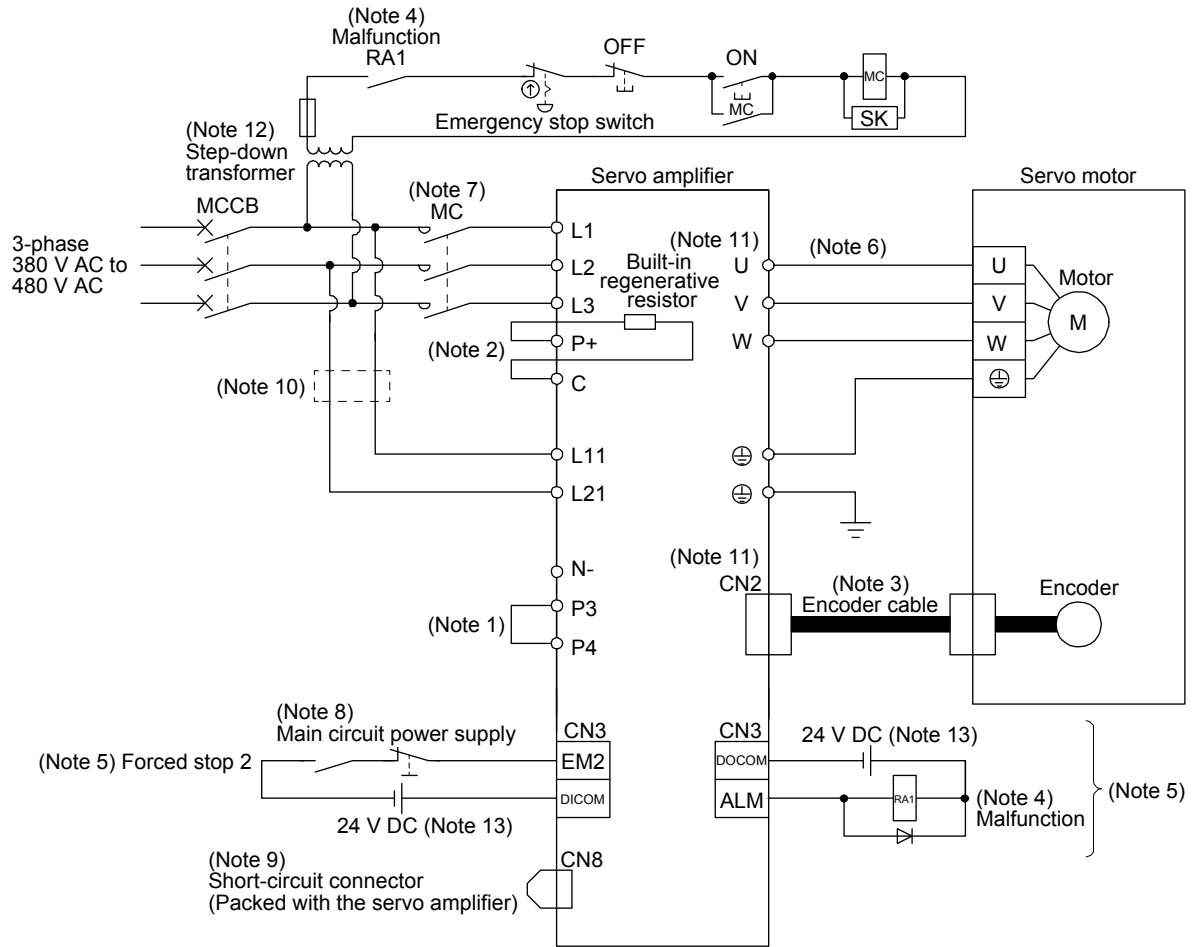 (Note 4)
Malfunction
RA1
OFF
ON
MC
MC
SK
Emergency stop switch
(Note 12)
Step-down
transformer
MCCB
(Note 7)
MC
3-phase
380 V AC to
480 V AC
Servo amplifier
Servo motor
L1
L2
L3
P+
C
L11
L21
N-
P3
P4
(Note 11)
U
V
W
Built-in
regenerative
resistor
(Note 6)
U
V
W
Motor
M
(Note 2)
(Note 10)
(Note 11)
CN2
(Note 3)
Encoder cable
Encoder
(Note 1)
(Note 8)
Main circuit power supply
(Note 5) Forced stop 2
CN3
EM2
DICOM
24 V DC (Note 13)
CN3
DOCOM
ALM
24 V DC (Note 13)
RA1
(Note 4)
Malfunction
(Note 5)
(Note 9)
Short-circuit connector
(Packed with the servo amplifier)
CN8